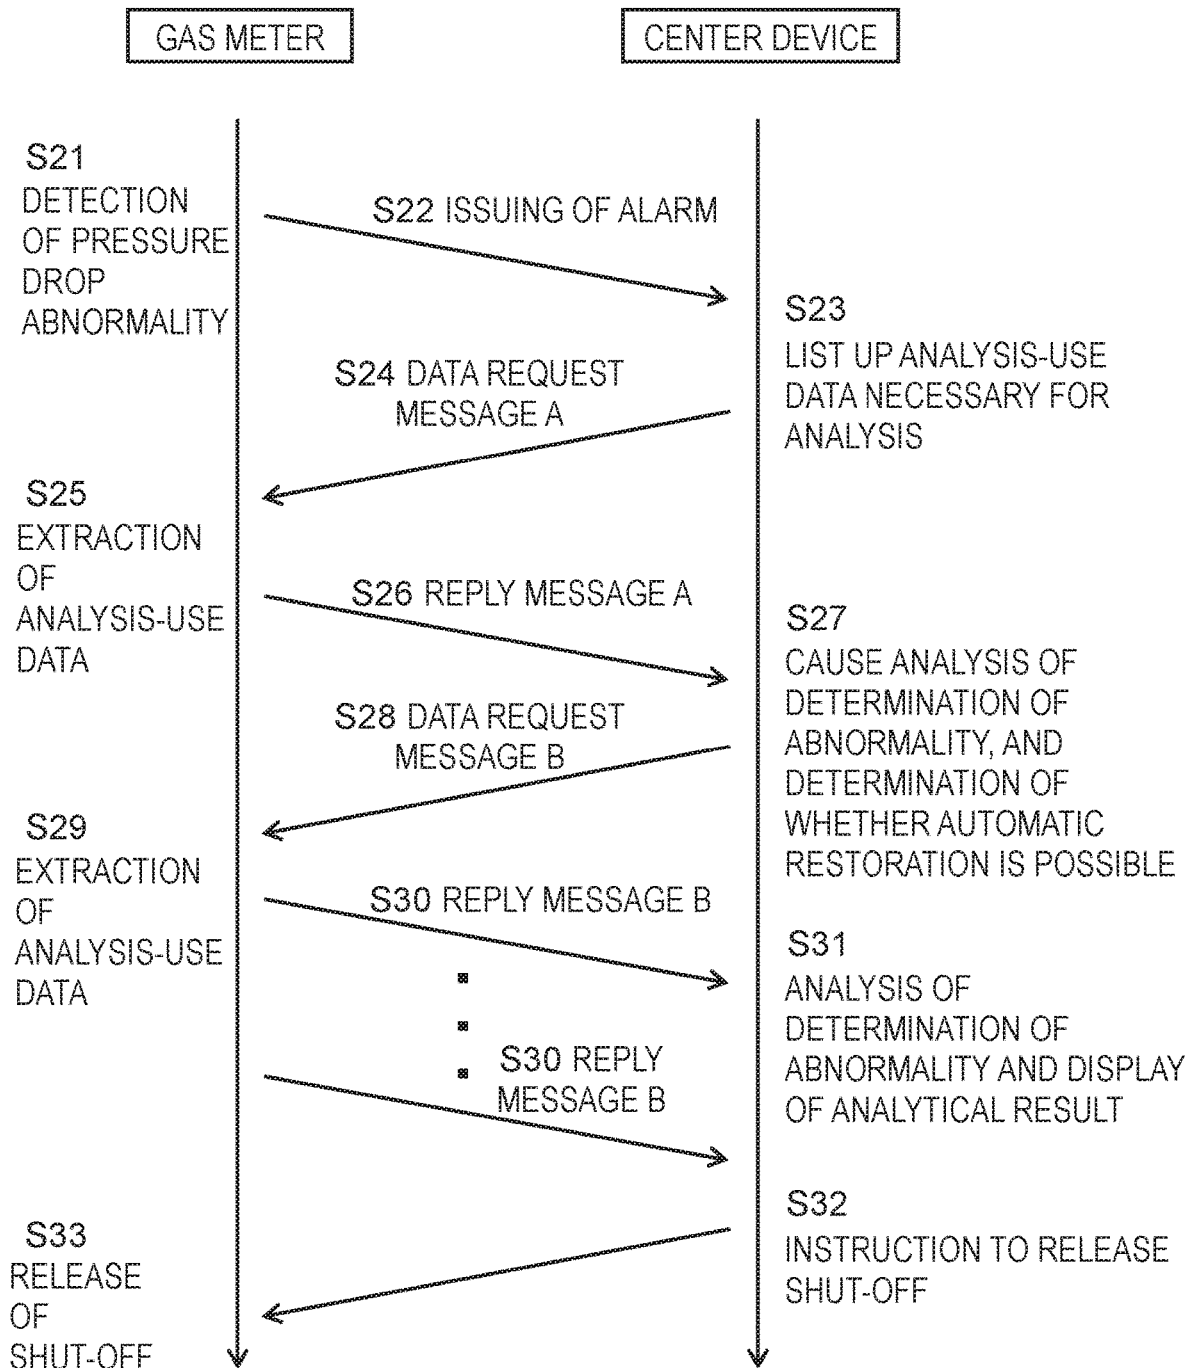 GAS METER
CENTER DEVICE
S21
DETECTION
OF PRESSURE
DROP
ABNORMALITY
S22 ISSUING OF ALARM
S23
LIST UP ANALYSIS-USE
DATA NECESSARY FOR
ANALYSIS
S24 DATA REQUEST
MESSAGE A
S25
EXTRACTION
OF
ANALYSIS-USE
DATA
S26 REPLY MESSAGE A
S27
CAUSE ANALYSIS OF
DETERMINATION OF
ABNORMALITY, AND
DETERMINATION OF
WHETHER AUTOMATIC
RESTORATION IS POSSIBLE
S28 DATA REQUEST
MESSAGE B
S29
EXTRACTION
OF
ANALYSIS-USE
DATA
S30 REPLY MESSAGE B
S31
ANALYSIS OF
DETERMINATION OF
ABNORMALITY AND DISPLAY
OF ANALYTICAL RESULT
S30 REPLY
MESSAGE B
S32
INSTRUCTION TO RELEASE
SHUT-OFF
S33
RELEASE
OF
SHUT-OFF